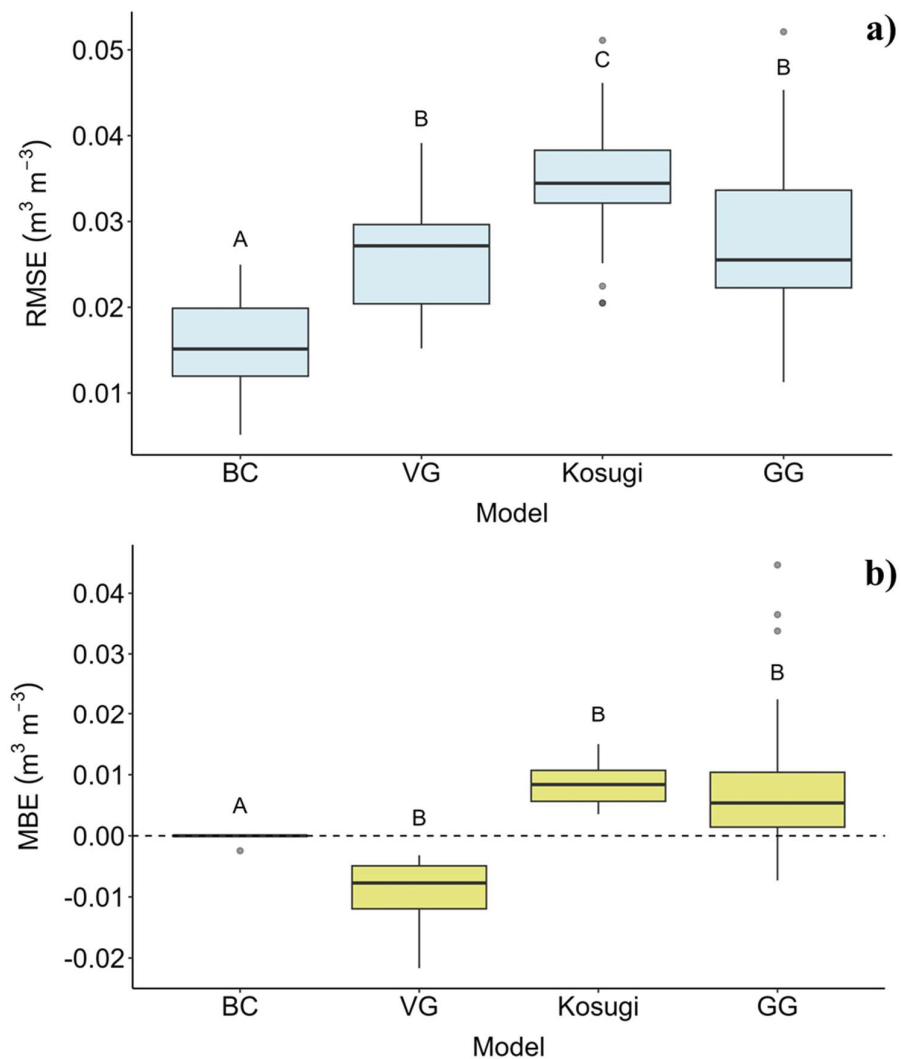 a)
0.05
0.04
0.03
0.02
0.01
RMSE (m³ m⁻³)
A
B
C
B
BC VG Kosugi GG
Model
b)
0.04
0.03
0.02
0.01
0.00
-0.01
-0.02
MBE (m³ m⁻³)
A
B
B
B
BC VG Kosugi GG
Model